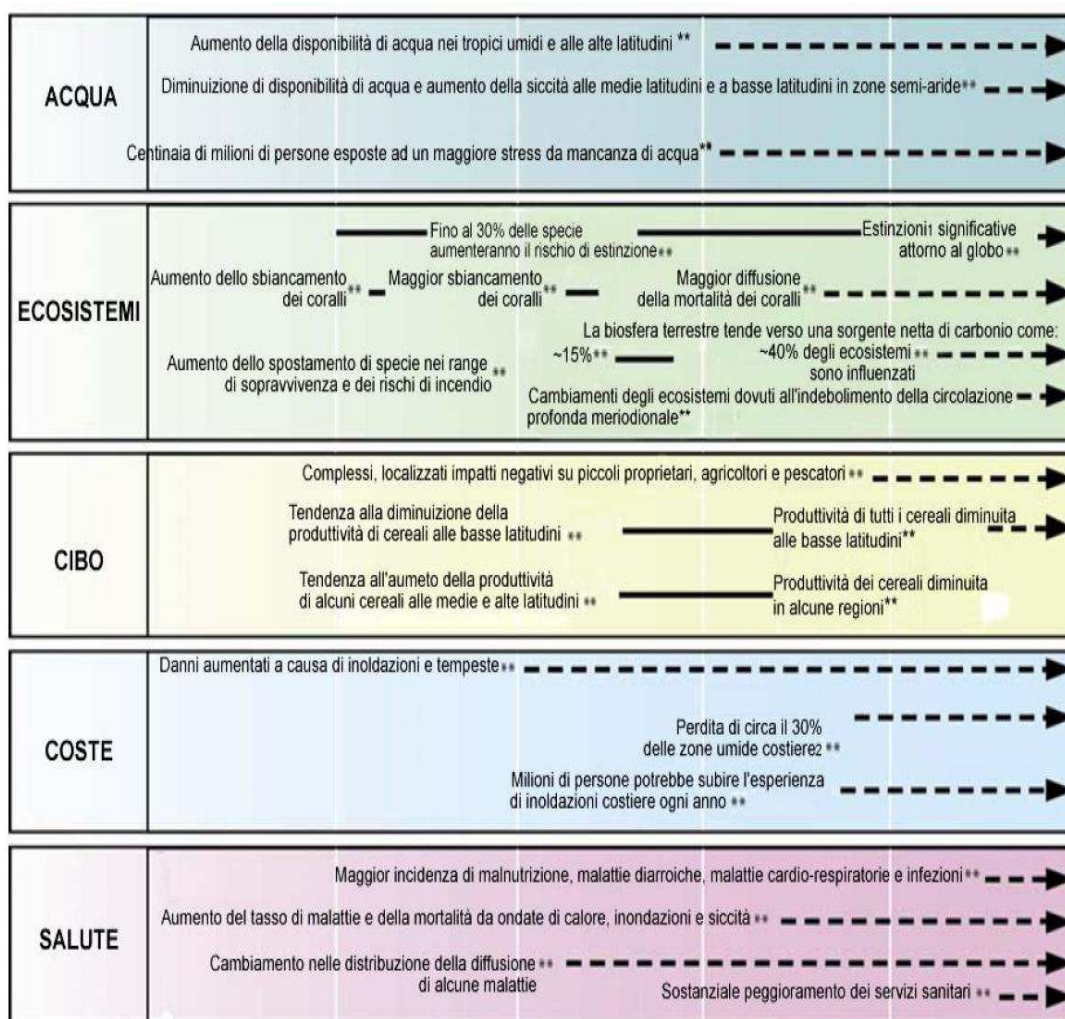 ACQUA
Aumento della disponibilità di acqua nei tropici umidi e alle alte latitudini **
Diminuizione di disponibilità di acqua e aumento della siccità alle medie latitudini e a basse latitudini in zone semi-aride**
Centinaia di milioni di persone esposte ad un maggiore stress da mancanza di acqua**
ECOSISTEMI
Fino al 30% delle specie
aumenteranno il rischio di estinzione**
Estinzioni1 significative
attorno al globo**
Aumento dello sbiancamento
dei coralli**
Maggior sbiancamento
dei coralli**
Maggior diffusione
della mortalità dei coralli**
La biosfera terrestre tende verso una sorgente netta di carbonio come:
~15%**
~40% degli ecosistemi **
sono influenzati
Aumento dello spostamento di specie nei range
di sopravvivenza e dei rischi di incendio **
Cambiamenti degli ecosistemi dovuti all'indebolimento della circolazione
profonda meriodionale**
CIBO
Complessi, localizzati impatti negativi su piccoli proprietari, agricoltori e pescatori **
Tendenza alla diminuizione della
produttività di cereali alle basse latitudini **
Produttività di tutti i cereali diminuita
alle basse latitudini**
Tendenza all'aumeto della produttività
di alcuni cereali alle medie e alte latitudini **
Produttività dei cereali diminuita
in alcune regioni**
COSTE
Danni aumentati a causa di inoldazioni e tempeste **
Perdita di circa il 30%
delle zone umide costiere2 **
Milioni di persone potrebbe subire l'esperienza
di inoldazioni costiere ogni anno **
SALUTE
Maggior incidenza di malnutrizione, malattie diarroiche, malattie cardio-respiratorie e infezioni **
Aumento del tasso di malattie e della mortalità da ondate di calore, inondazioni e siccità **
Cambiamento nelle distribuzione della diffusione **
di alcune malattie
Sostanziale peggioramento dei servizi sanitari **